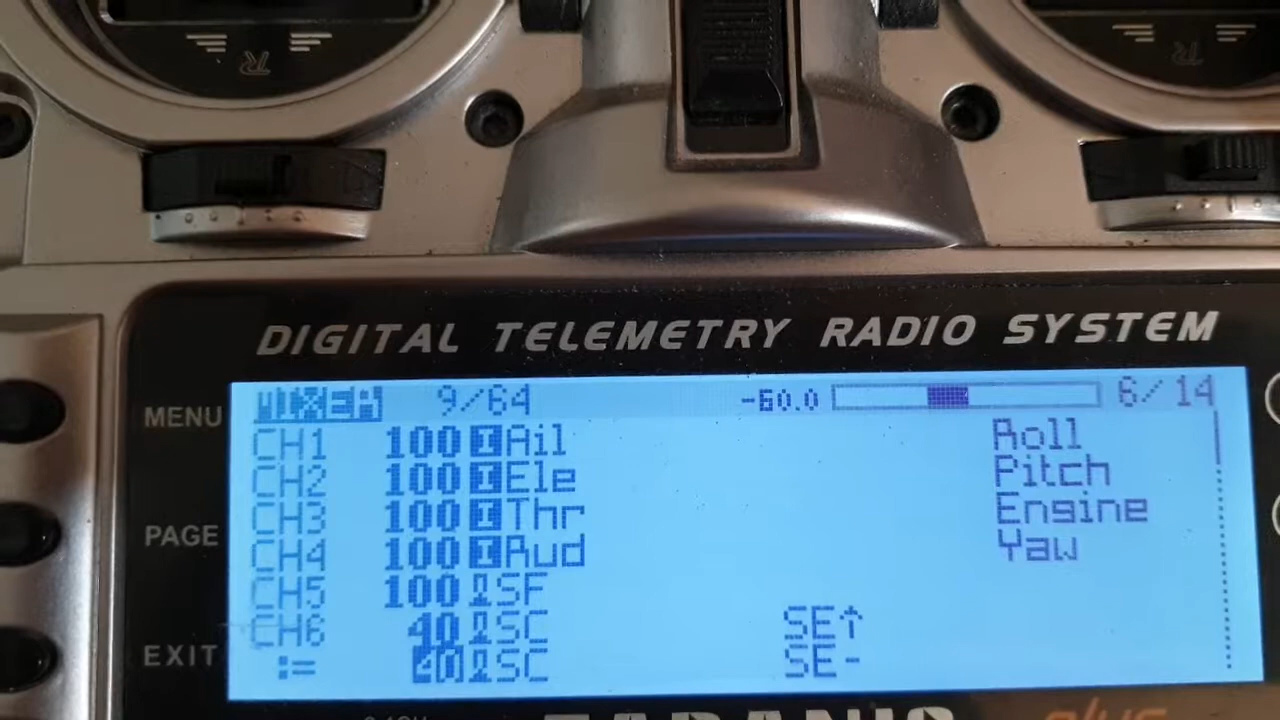 DIGITAL TELEMETRY RADIO SYSTEM
MENU
PAGE
EXIT
MIXER 9/64 -60.0 6/14
CH1 100 I Ail Roll
CH2 100 I Ele Pitch
CH3 100 I Thr Engine
CH4 100 I Rud Yaw
CH5 100 SF
CH6 40 SC SE↑
:= 40 SC SE-
TARANIS plus